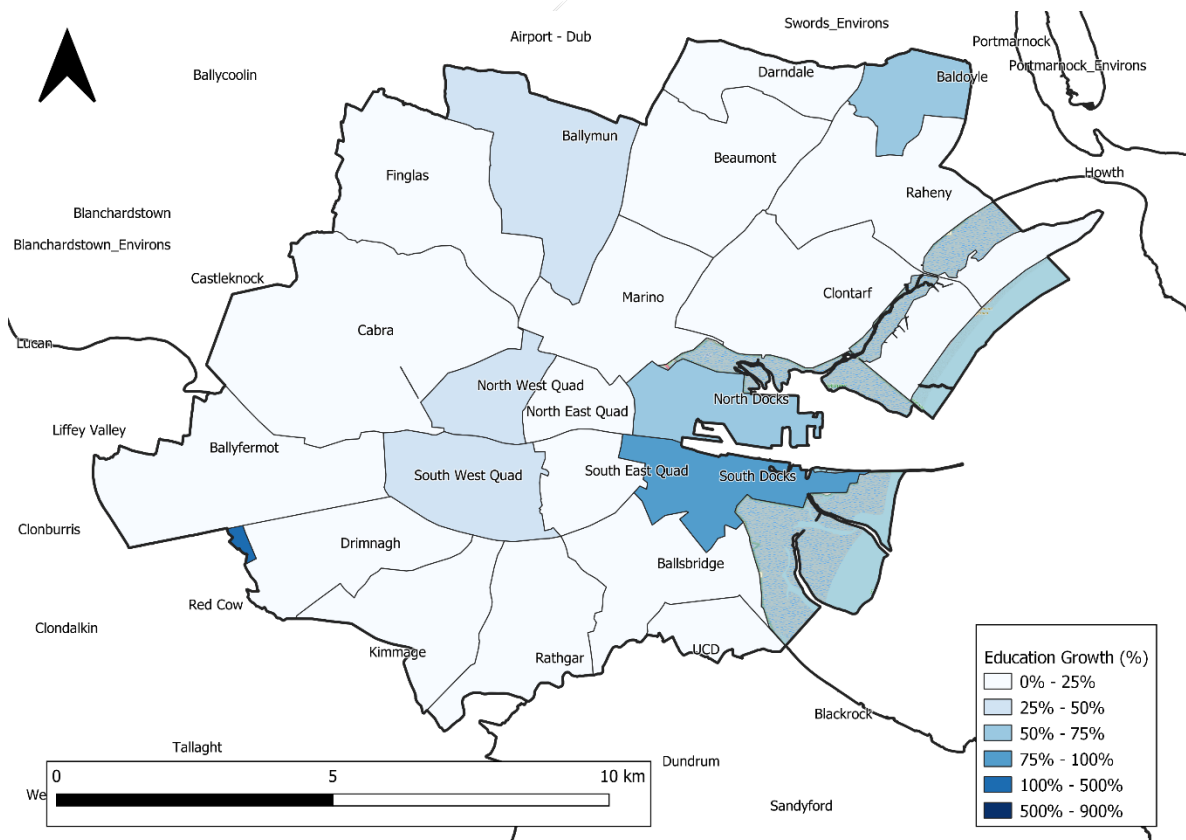 Swords_Environs
Airport - Dub
Portmarnock
Portmarnock_Environs
Ballycoolin
Darndale
Baldoyle
Ballymun
Beaumont
Finglas
Howth
Raheny
Blanchardstown
Blanchardstown_Environs
Castleknock
Clontarf
Marino
Cabra
Lucan
North West Quad
North Docks
North East Quad
Liffey Valley
Ballyfermot
South West Quad
South East Quad
South Docks
Clonburris
Drimnagh
Ballsbridge
Red Cow
Clondalkin
Kimmage
Rathgar
UCD
Blackrock
Tallaght
Dundrum
Sandyford
We
0 5 10 km
Education Growth (%)
0% - 25%
25% - 50%
50% - 75%
75% - 100%
100% - 500%
500% - 900%